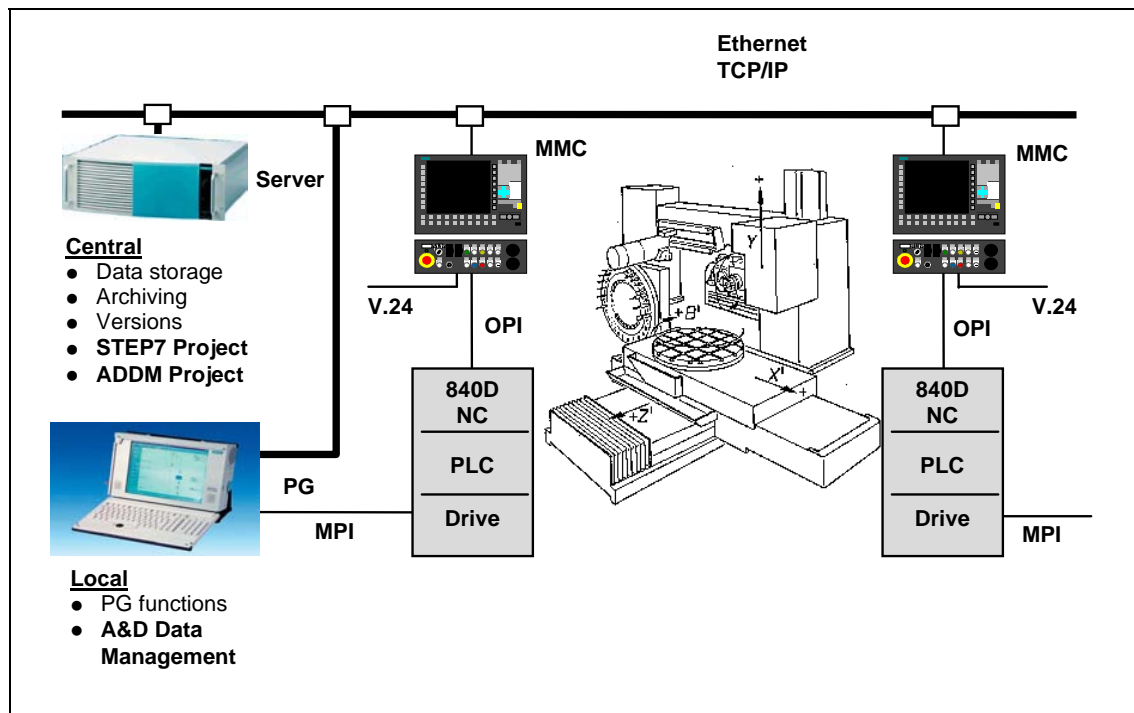 Ethernet
TCP/IP
MMC
MMC
Server
Central
● Data storage
● Archiving
● Versions
● STEP7 Project
● ADDM Project
V.24
OPI
V.24
OPI
+
Y
+B'
X'
+
+Z'
840D
NC
PLC
Drive
840D
NC
PLC
Drive
PG
MPI
MPI
Local
● PG functions
● A&D Data
Management